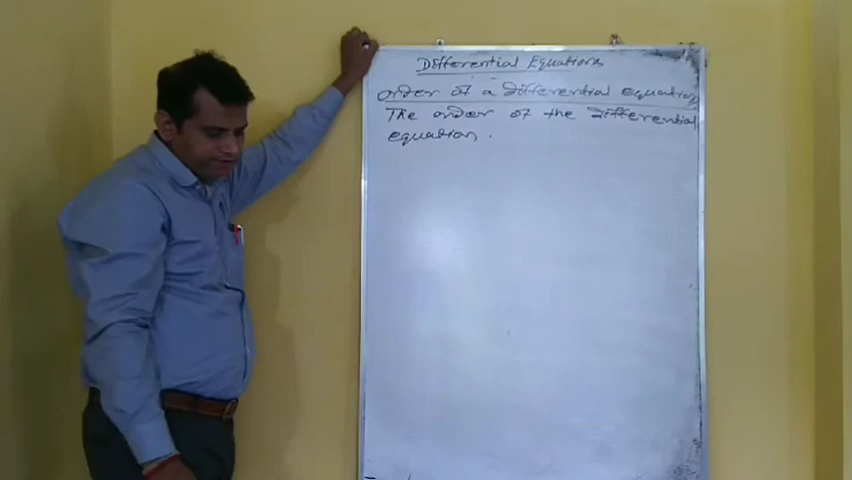 Differential Equations
order of a differential equation
The order of the differential
equation.